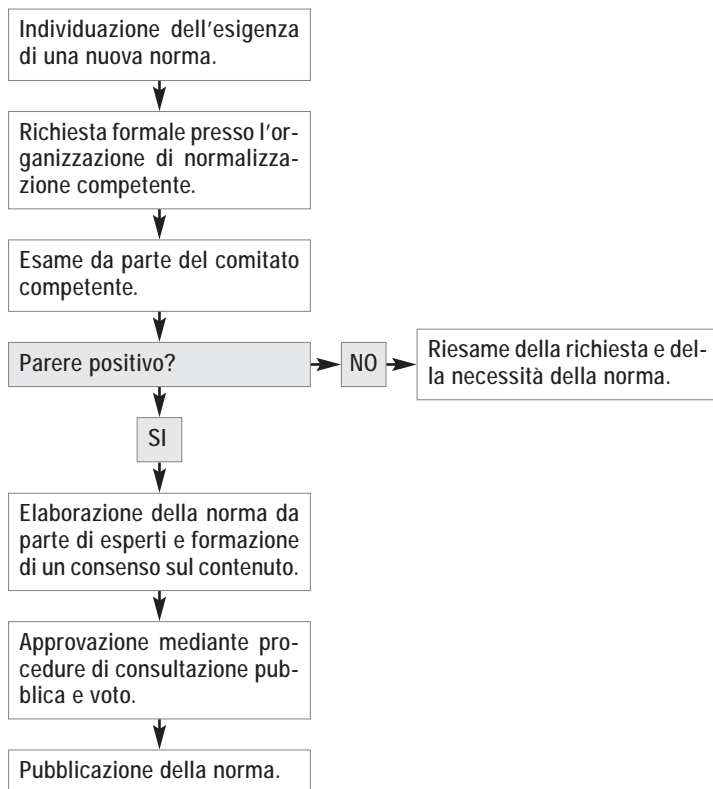 Individuazione dell'esigenza
di una nuova norma.
Richiesta formale presso l'or-
ganizzazione di normalizza-
zione competente.
Esame da parte del comitato
competente.
Parere positivo?
NO
Riesame della richiesta e del-
la necessità della norma.
SI
Elaborazione della norma da
parte di esperti e formazione
di un consenso sul contenuto.
Approvazione mediante pro-
cedure di consultazione pub-
blica e voto.
Pubblicazione della norma.